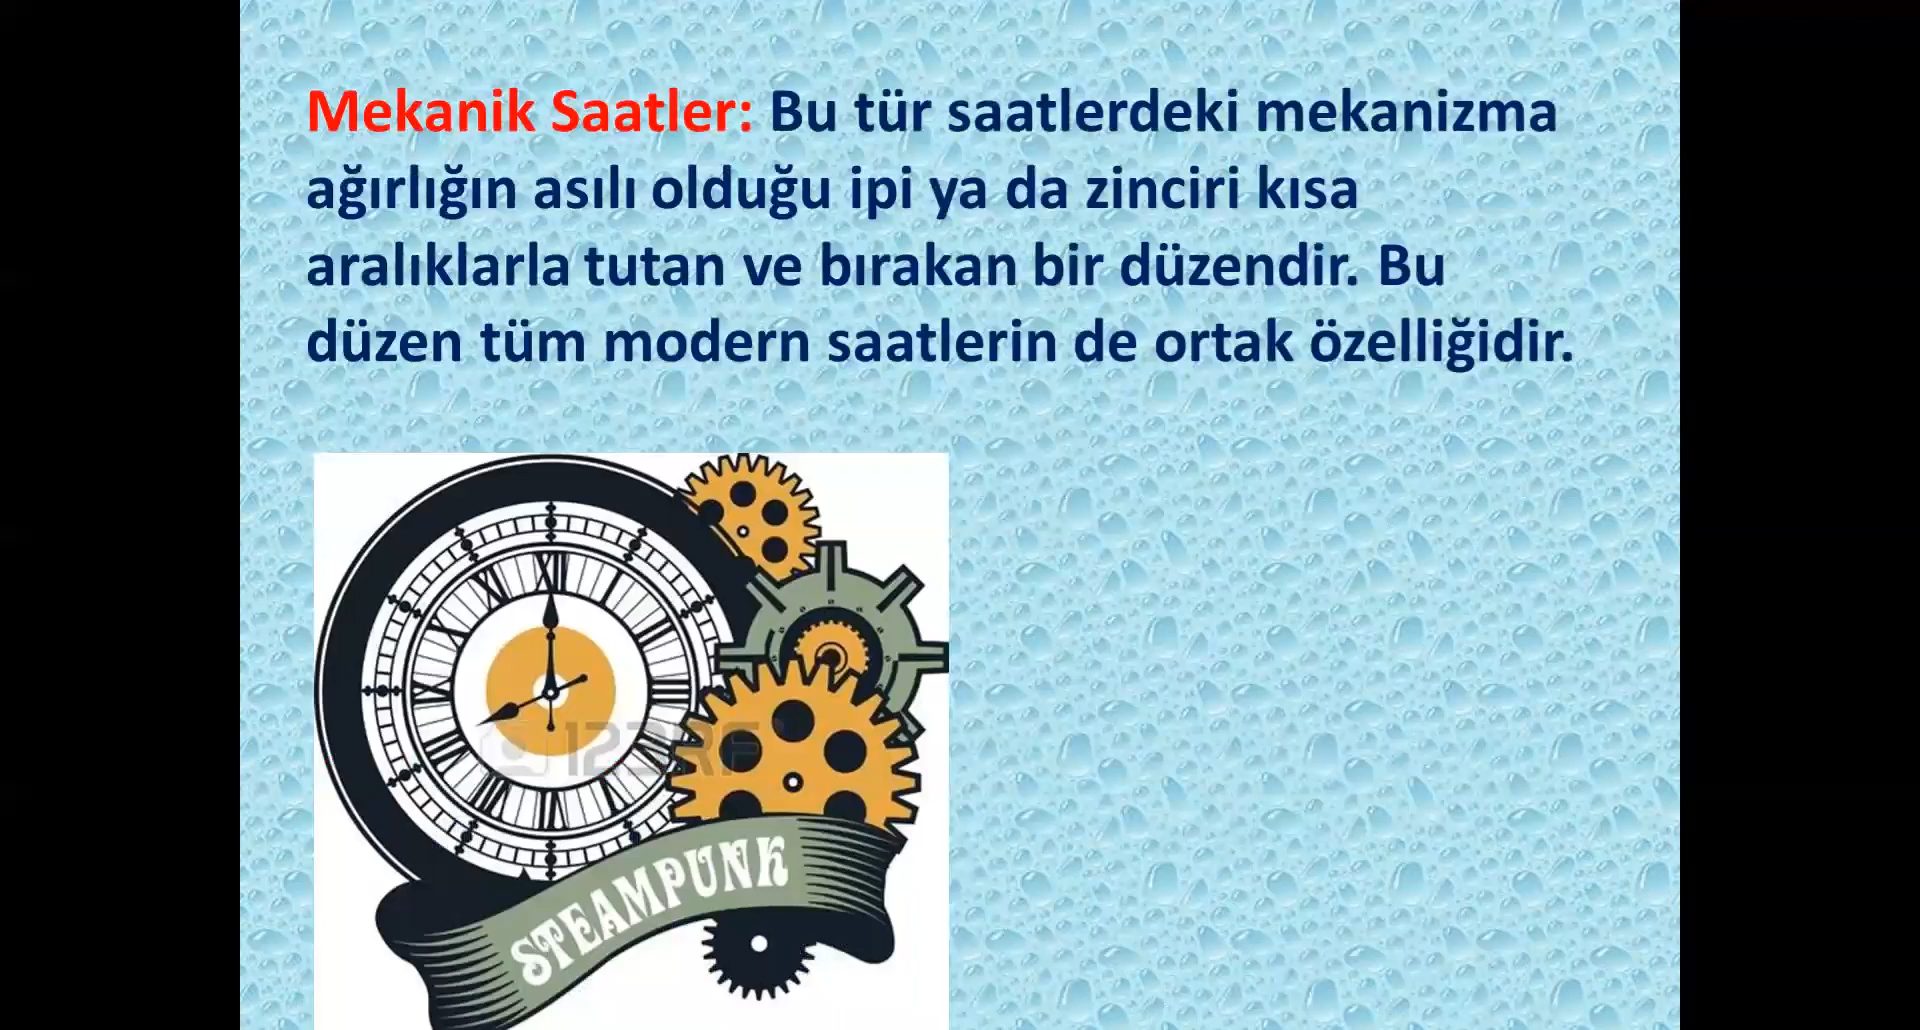 Mekanik Saatler: Bu tür saatlerdeki mekanizma
ağırlığın asılı olduğu ipi ya da zinciri kısa
aralıklarla tutan ve bırakan bir düzendir. Bu
düzen tüm modern saatlerin de ortak özelliğidir.
123RF
STEAMPUNK